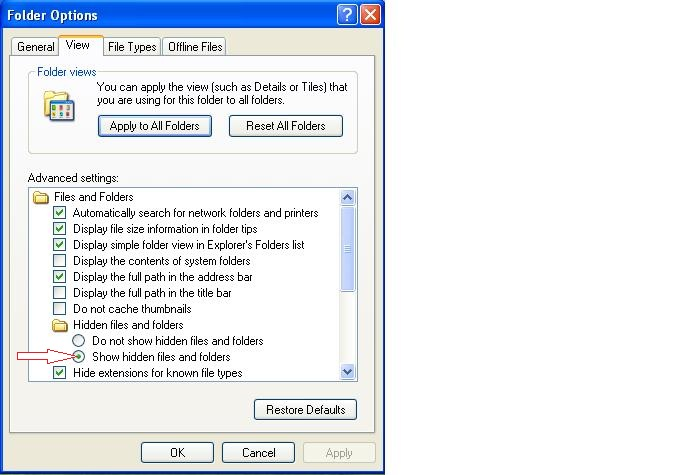 Folder Options
General View File Types Offline Files
Folder views
You can apply the view (such as Details or Tiles) that
you are using for this folder to all folders.
Apply to All Folders Reset All Folders
Advanced settings:
Files and Folders
Automatically search for network folders and printers
Display file size information in folder tips
Display simple folder view in Explorer's Folders list
Display the contents of system folders
Display the full path in the address bar
Display the full path in the title bar
Do not cache thumbnails
Hidden files and folders
Do not show hidden files and folders
Show hidden files and folders
Hide extensions for known file types
Restore Defaults
OK Cancel Apply